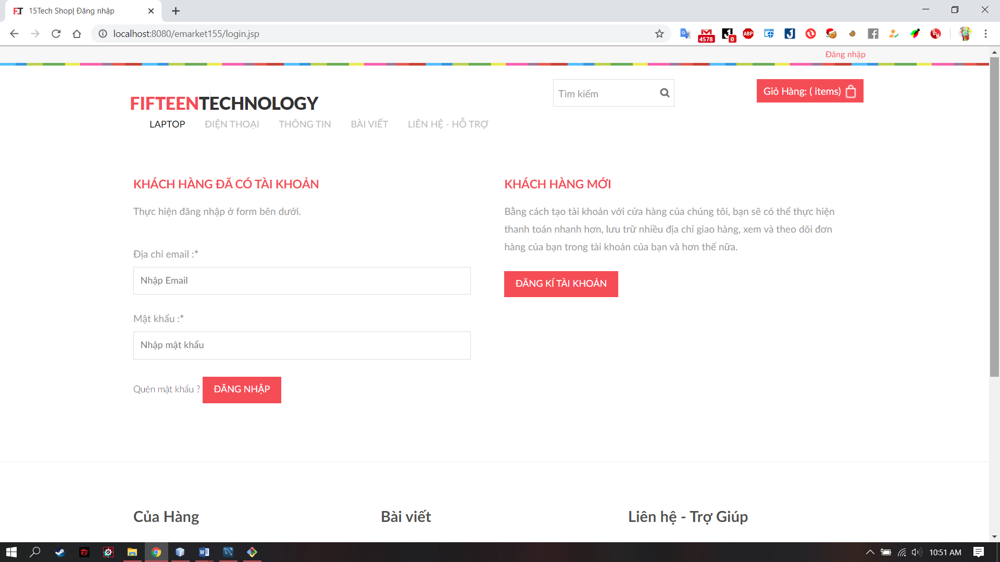 15Tech Shop| Đăng nhập
localhost:8080/emarket155/login.jsp
4578
0
ABP
Đăng nhập
FIFTEENTECHNOLOGY
Tìm kiếm
Giỏ Hàng: ( items)
LAPTOP ĐIỆN THOẠI THÔNG TIN BÀI VIẾT LIÊN HỆ - HỖ TRỢ
KHÁCH HÀNG ĐÃ CÓ TÀI KHOẢN
Thực hiện đăng nhập ở form bên dưới.
Địa chỉ email :*
Nhập Email
Mật khẩu :*
Nhập mật khẩu
Quên mật khẩu ? ĐĂNG NHẬP
KHÁCH HÀNG MỚI
Bằng cách tạo tài khoản với cửa hàng của chúng tôi, bạn sẽ có thể thực hiện
thanh toán nhanh hơn, lưu trữ nhiều địa chỉ giao hàng, xem và theo dõi đơn
hàng của bạn trong tài khoản của bạn và hơn thế nữa.
ĐĂNG KÍ TÀI KHOẢN
Của Hàng
Bài viết
Liên hệ - Trợ Giúp
10:51 AM